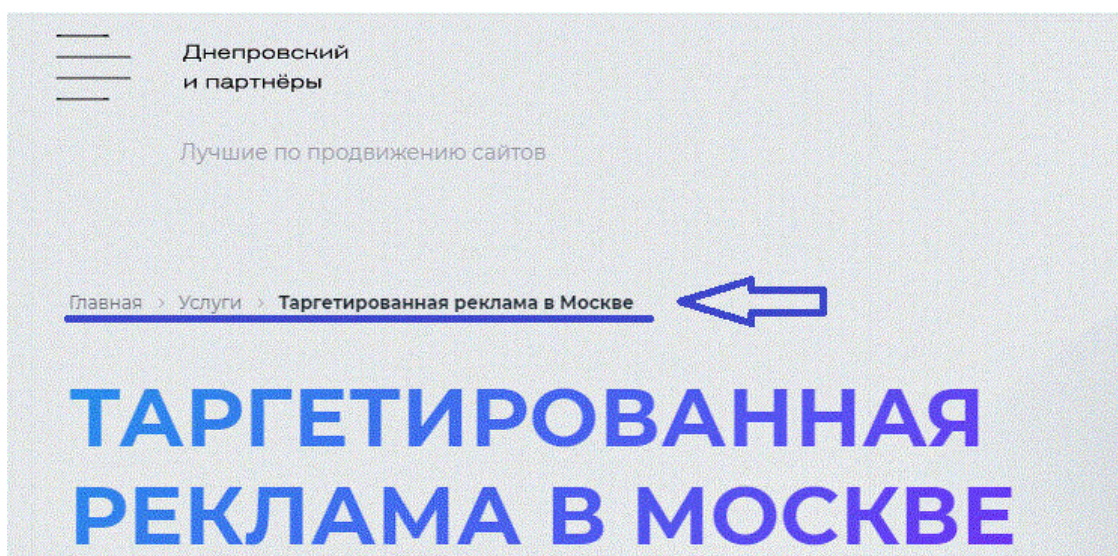 Днепровский
и партнёры
Лучшие по продвижению сайтов
Главная > Услуги > Таргетированная реклама в Москве
ТАРГЕТИРОВАННАЯ
РЕКЛАМА В МОСКВЕ